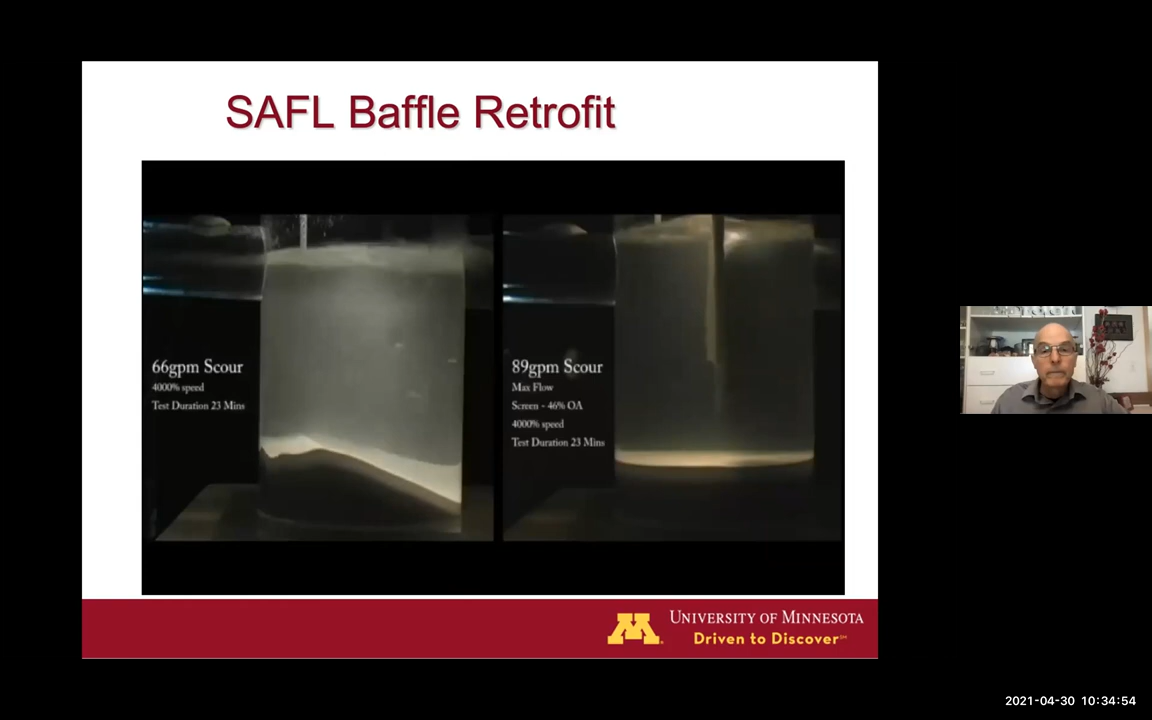 SAFL Baffle Retrofit
66gpm Scour
4000% speed
Test Duration 23 Mins
89gpm Scour
Max Flow
Screen - 46% OA
4000% speed
Test Duration 23 Mins
UNIVERSITY OF MINNESOTA
Driven to Discover℠
2021-04-30 10:34:54